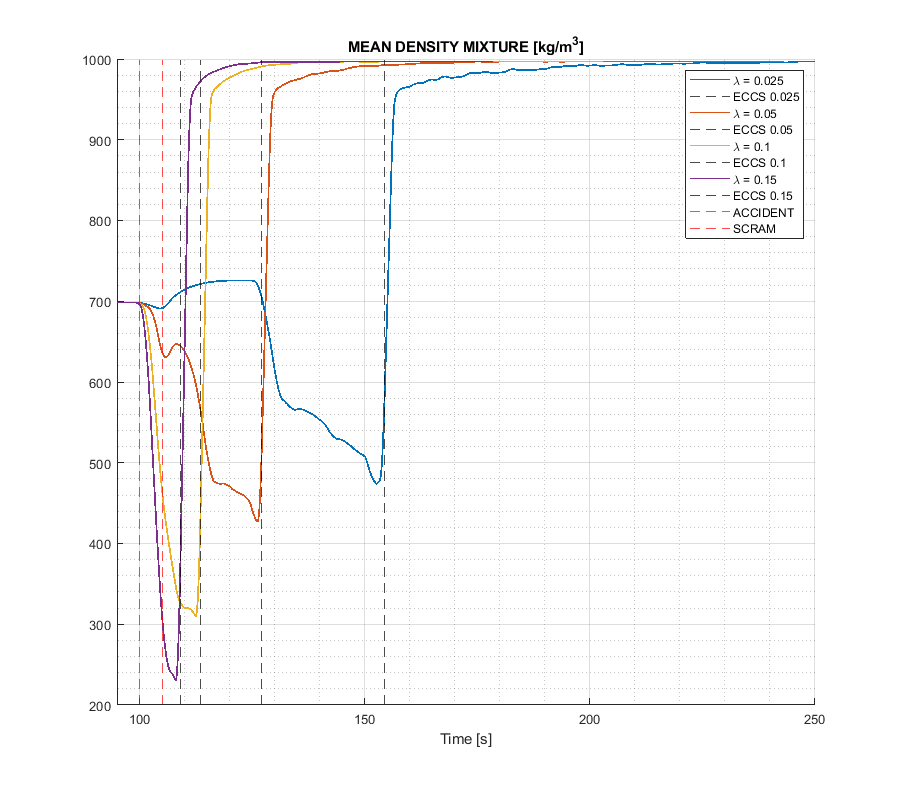 MEAN DENSITY MIXTURE [kg/m³]
1000
900
800
700
600
500
400
300
200
100
150
200
250
Time [s]
λ = 0.025
ECCS 0.025
λ = 0.05
ECCS 0.05
λ = 0.1
ECCS 0.1
λ = 0.15
ECCS 0.15
ACCIDENT
SCRAM